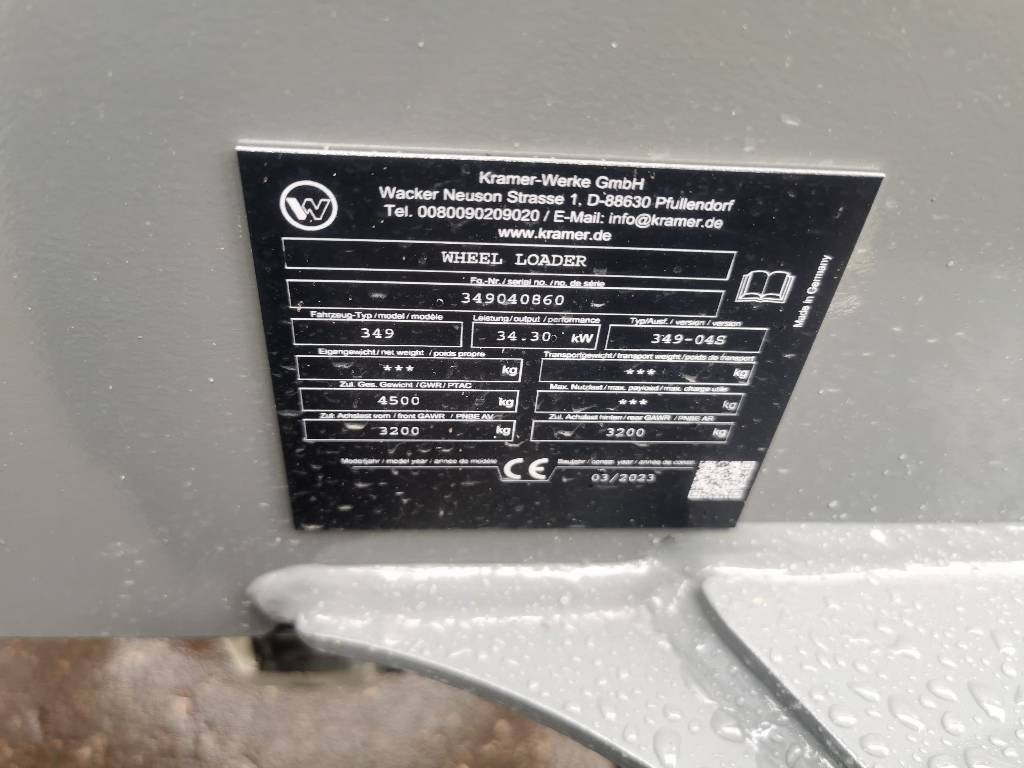 Kramer-Werke GmbH
Wacker Neuson Strasse 1, D-88630 Pfullendorf
Tel. 0080090209020 / E-Mail: info@kramer.de
www.kramer.de
WHEEL LOADER
Fg.-Nr. / serial no. / no. de série
349040860
Fahrzeug-Typ / model / modèle Leistung / output / performance Typ/Ausf. / version / version
349 34.30 kW 349-04S
Eigengewicht / net weight / poids propre Transportgewicht / transport weight / poids de transport
*** kg *** kg
Zul. Ges. Gewicht / GWR / PTAC Max. Nutzlast / max. payload / max. charge utile
4500 kg *** kg
Zul. Achslast vorn / front GAWR / PNBE AV Zul. Achslast hinten / rear GAWR / PNBE AR
3200 kg 3200 kg
Modelljahr / model year / année de modèle CE Baujahr / constr. year / année de constr.
03/2023
Made in Germany